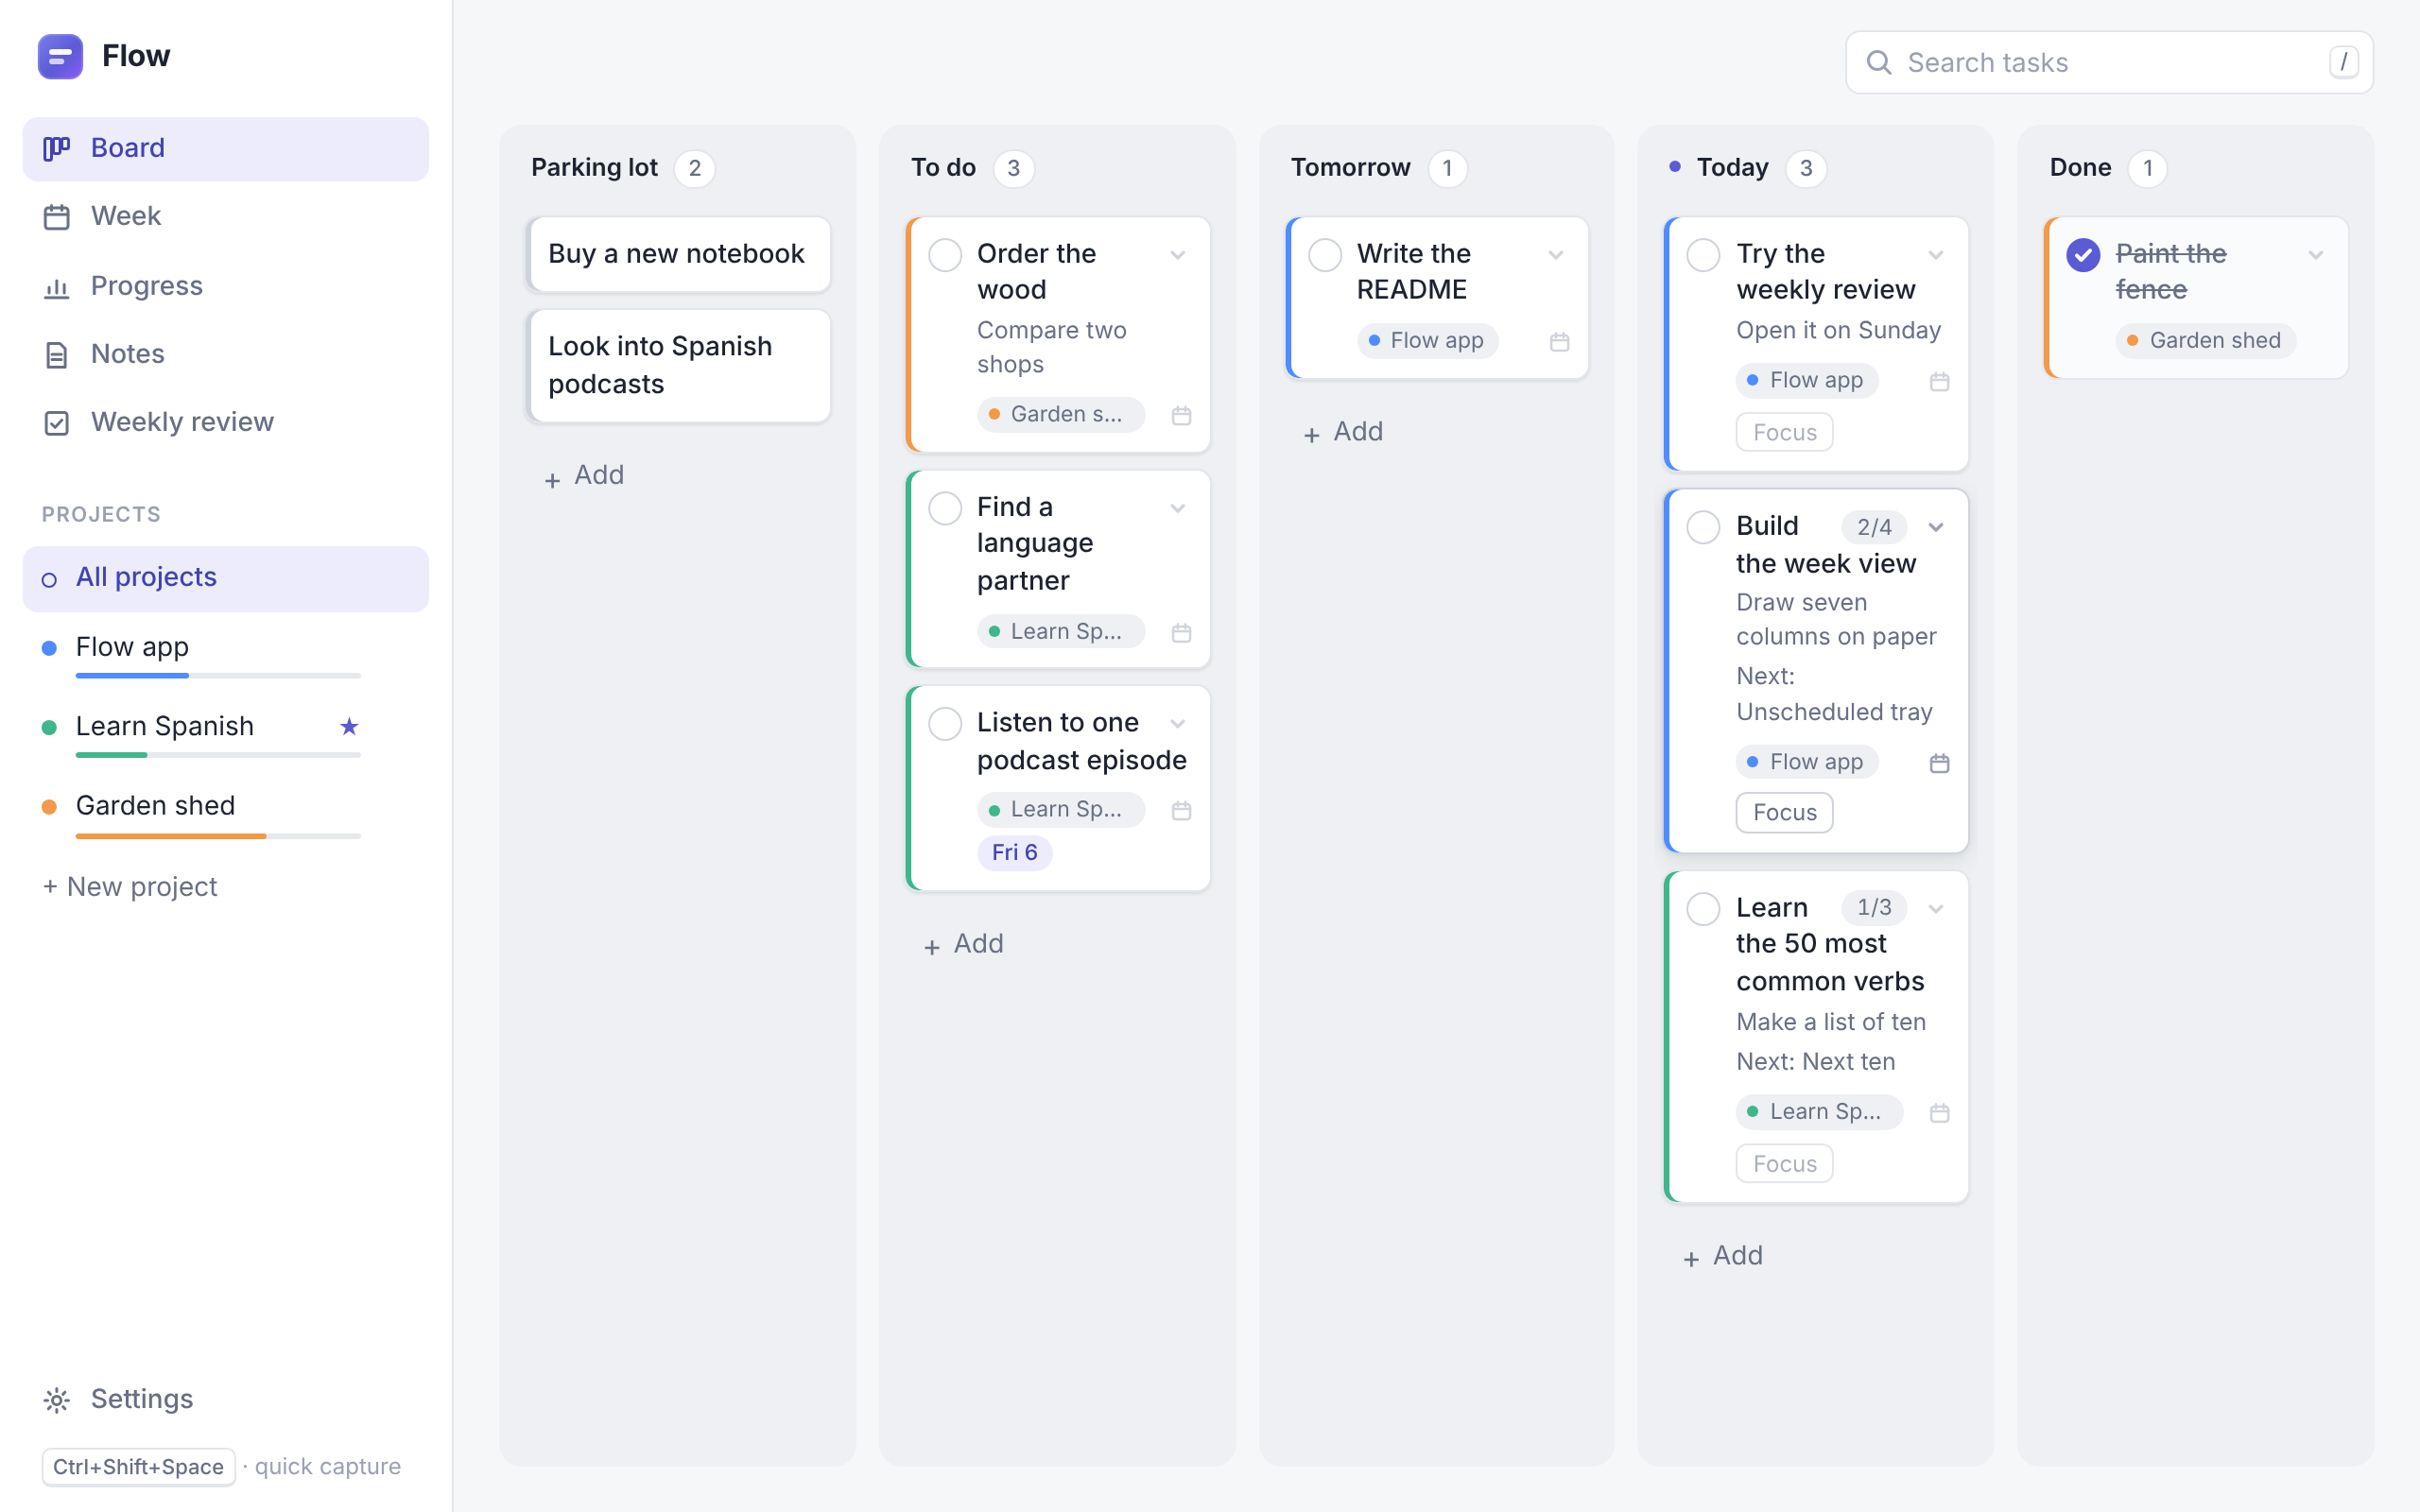 Flow
Board
Week
Progress
Notes
Weekly review
PROJECTS
All projects
Flow app
Learn Spanish
Garden shed
+ New project
Settings
Ctrl+Shift+Space · quick capture
Search tasks /
Parking lot 2
Buy a new notebook
Look into Spanish
podcasts
+ Add
To do 3
Order the
wood
Compare two
shops
Garden s...
Find a
language
partner
Learn Sp...
Listen to one
podcast episode
Learn Sp...
Fri 6
+ Add
Tomorrow 1
Write the
README
Flow app
+ Add
Today 3
Try the
weekly review
Open it on Sunday
Flow app
Focus
Build 2/4
the week view
Draw seven
columns on paper
Next:
Unscheduled tray
Flow app
Focus
Learn 1/3
the 50 most
common verbs
Make a list of ten
Next: Next ten
Learn Sp...
Focus
+ Add
Done 1
Paint the
fence
Garden shed